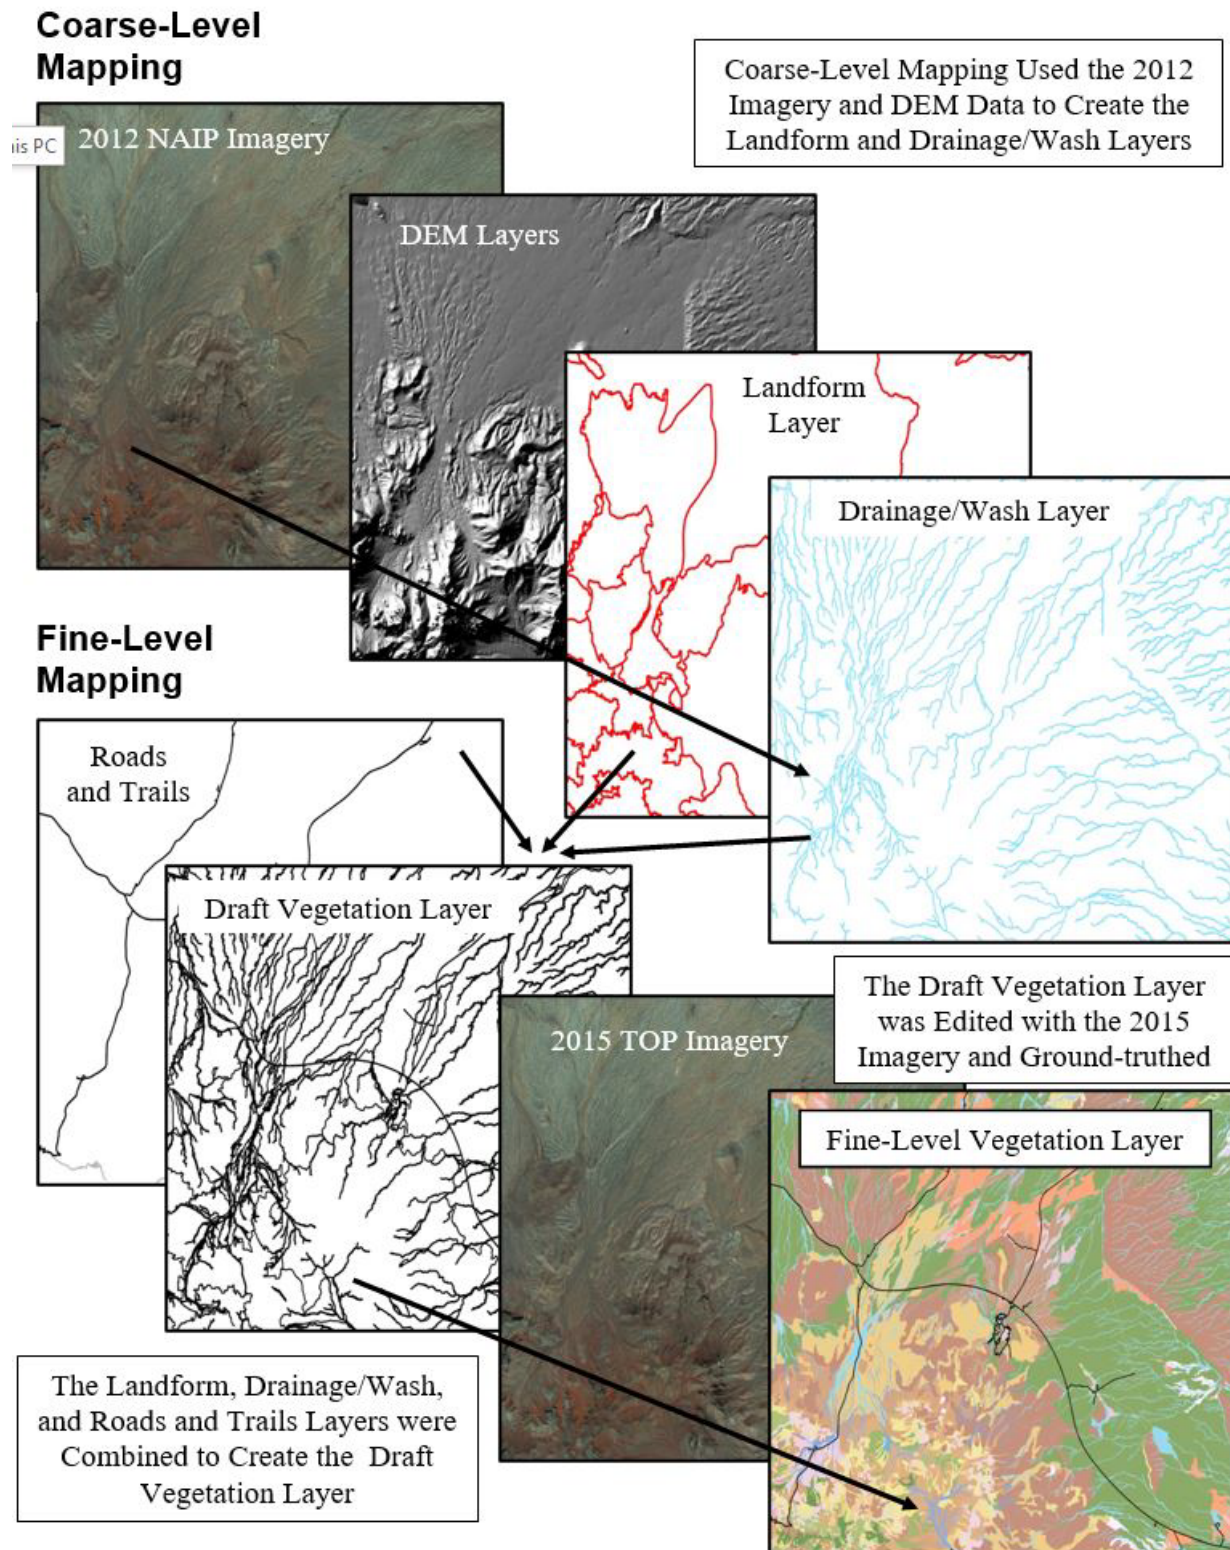 Coarse-Level
Mapping
Coarse-Level Mapping Used the 2012
Imagery and DEM Data to Create the
Landform and Drainage/Wash Layers
is PC
2012 NAIP Imagery
DEM Layers
Landform
Layer
Drainage/Wash Layer
Fine-Level
Mapping
Roads
and Trails
Draft Vegetation Layer
The Draft Vegetation Layer
was Edited with the 2015
Imagery and Ground-truthed
2015 TOP Imagery
Fine-Level Vegetation Layer
The Landform, Drainage/Wash,
and Roads and Trails Layers were
Combined to Create the Draft
Vegetation Layer